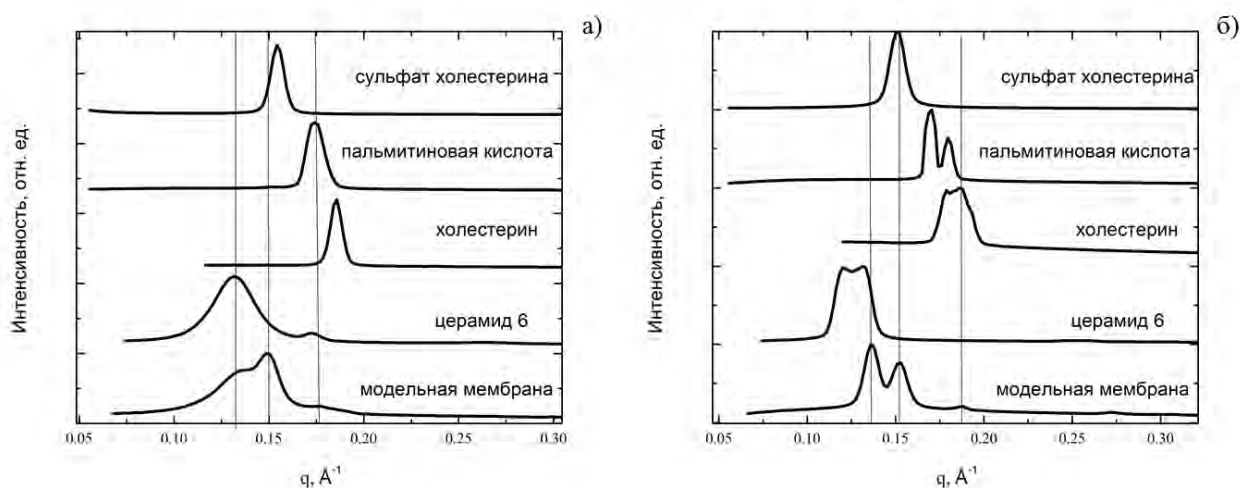 а)
Интенсивность, отн. ед.
сульфат холестерина
пальмитиновая кислота
холестерин
церамид 6
модельная мембрана
0.05 0.10 0.15 0.20 0.25 0.30
q, Å⁻¹
б)
Интенсивность, отн. ед.
сульфат холестерина
пальмитиновая кислота
холестерин
церамид 6
модельная мембрана
0.05 0.10 0.15 0.20 0.25 0.30
q, Å⁻¹